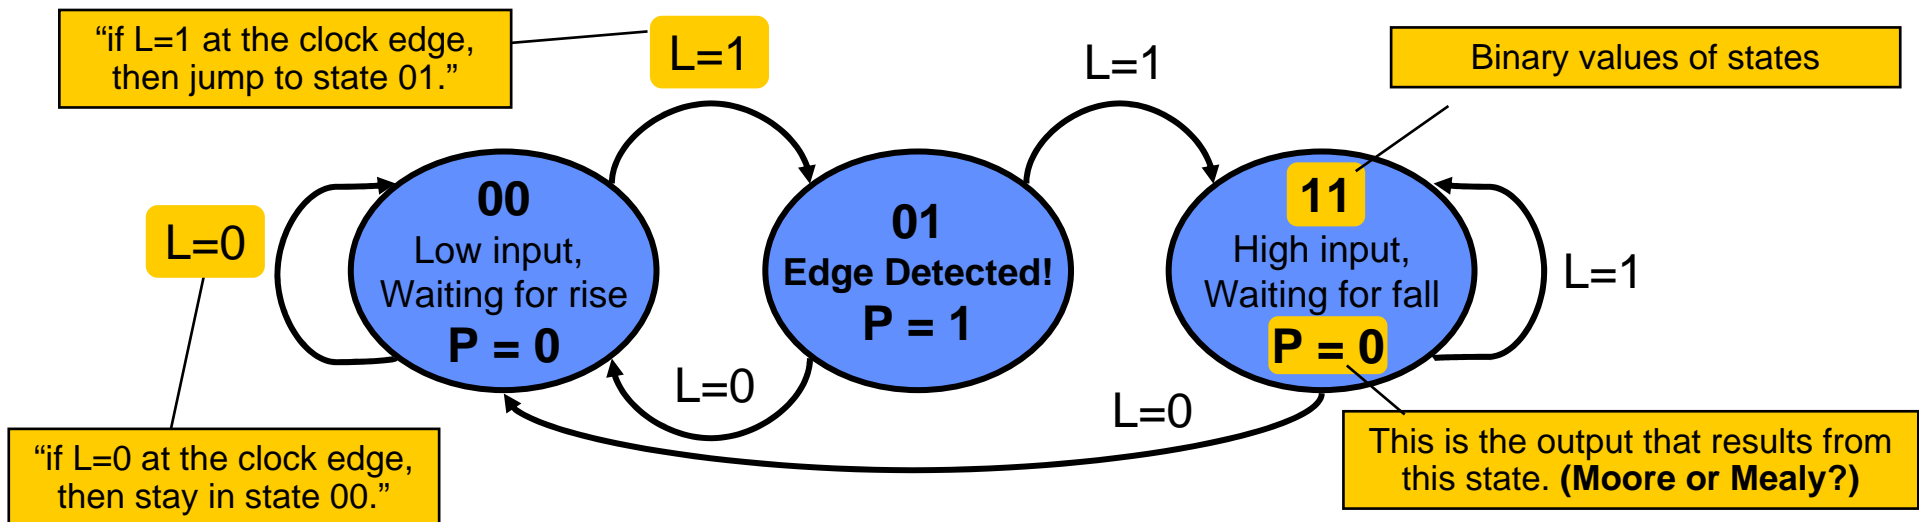 “if L=1 at the clock edge,
then jump to state 01.”
L=1
L=1
Binary values of states
L=0
00
Low input,
Waiting for rise
P = 0
01
Edge Detected!
P = 1
11
High input,
Waiting for fall
P = 0
L=1
L=0
L=0
“if L=0 at the clock edge,
then stay in state 00.”
This is the output that results from
this state. (Moore or Mealy?)